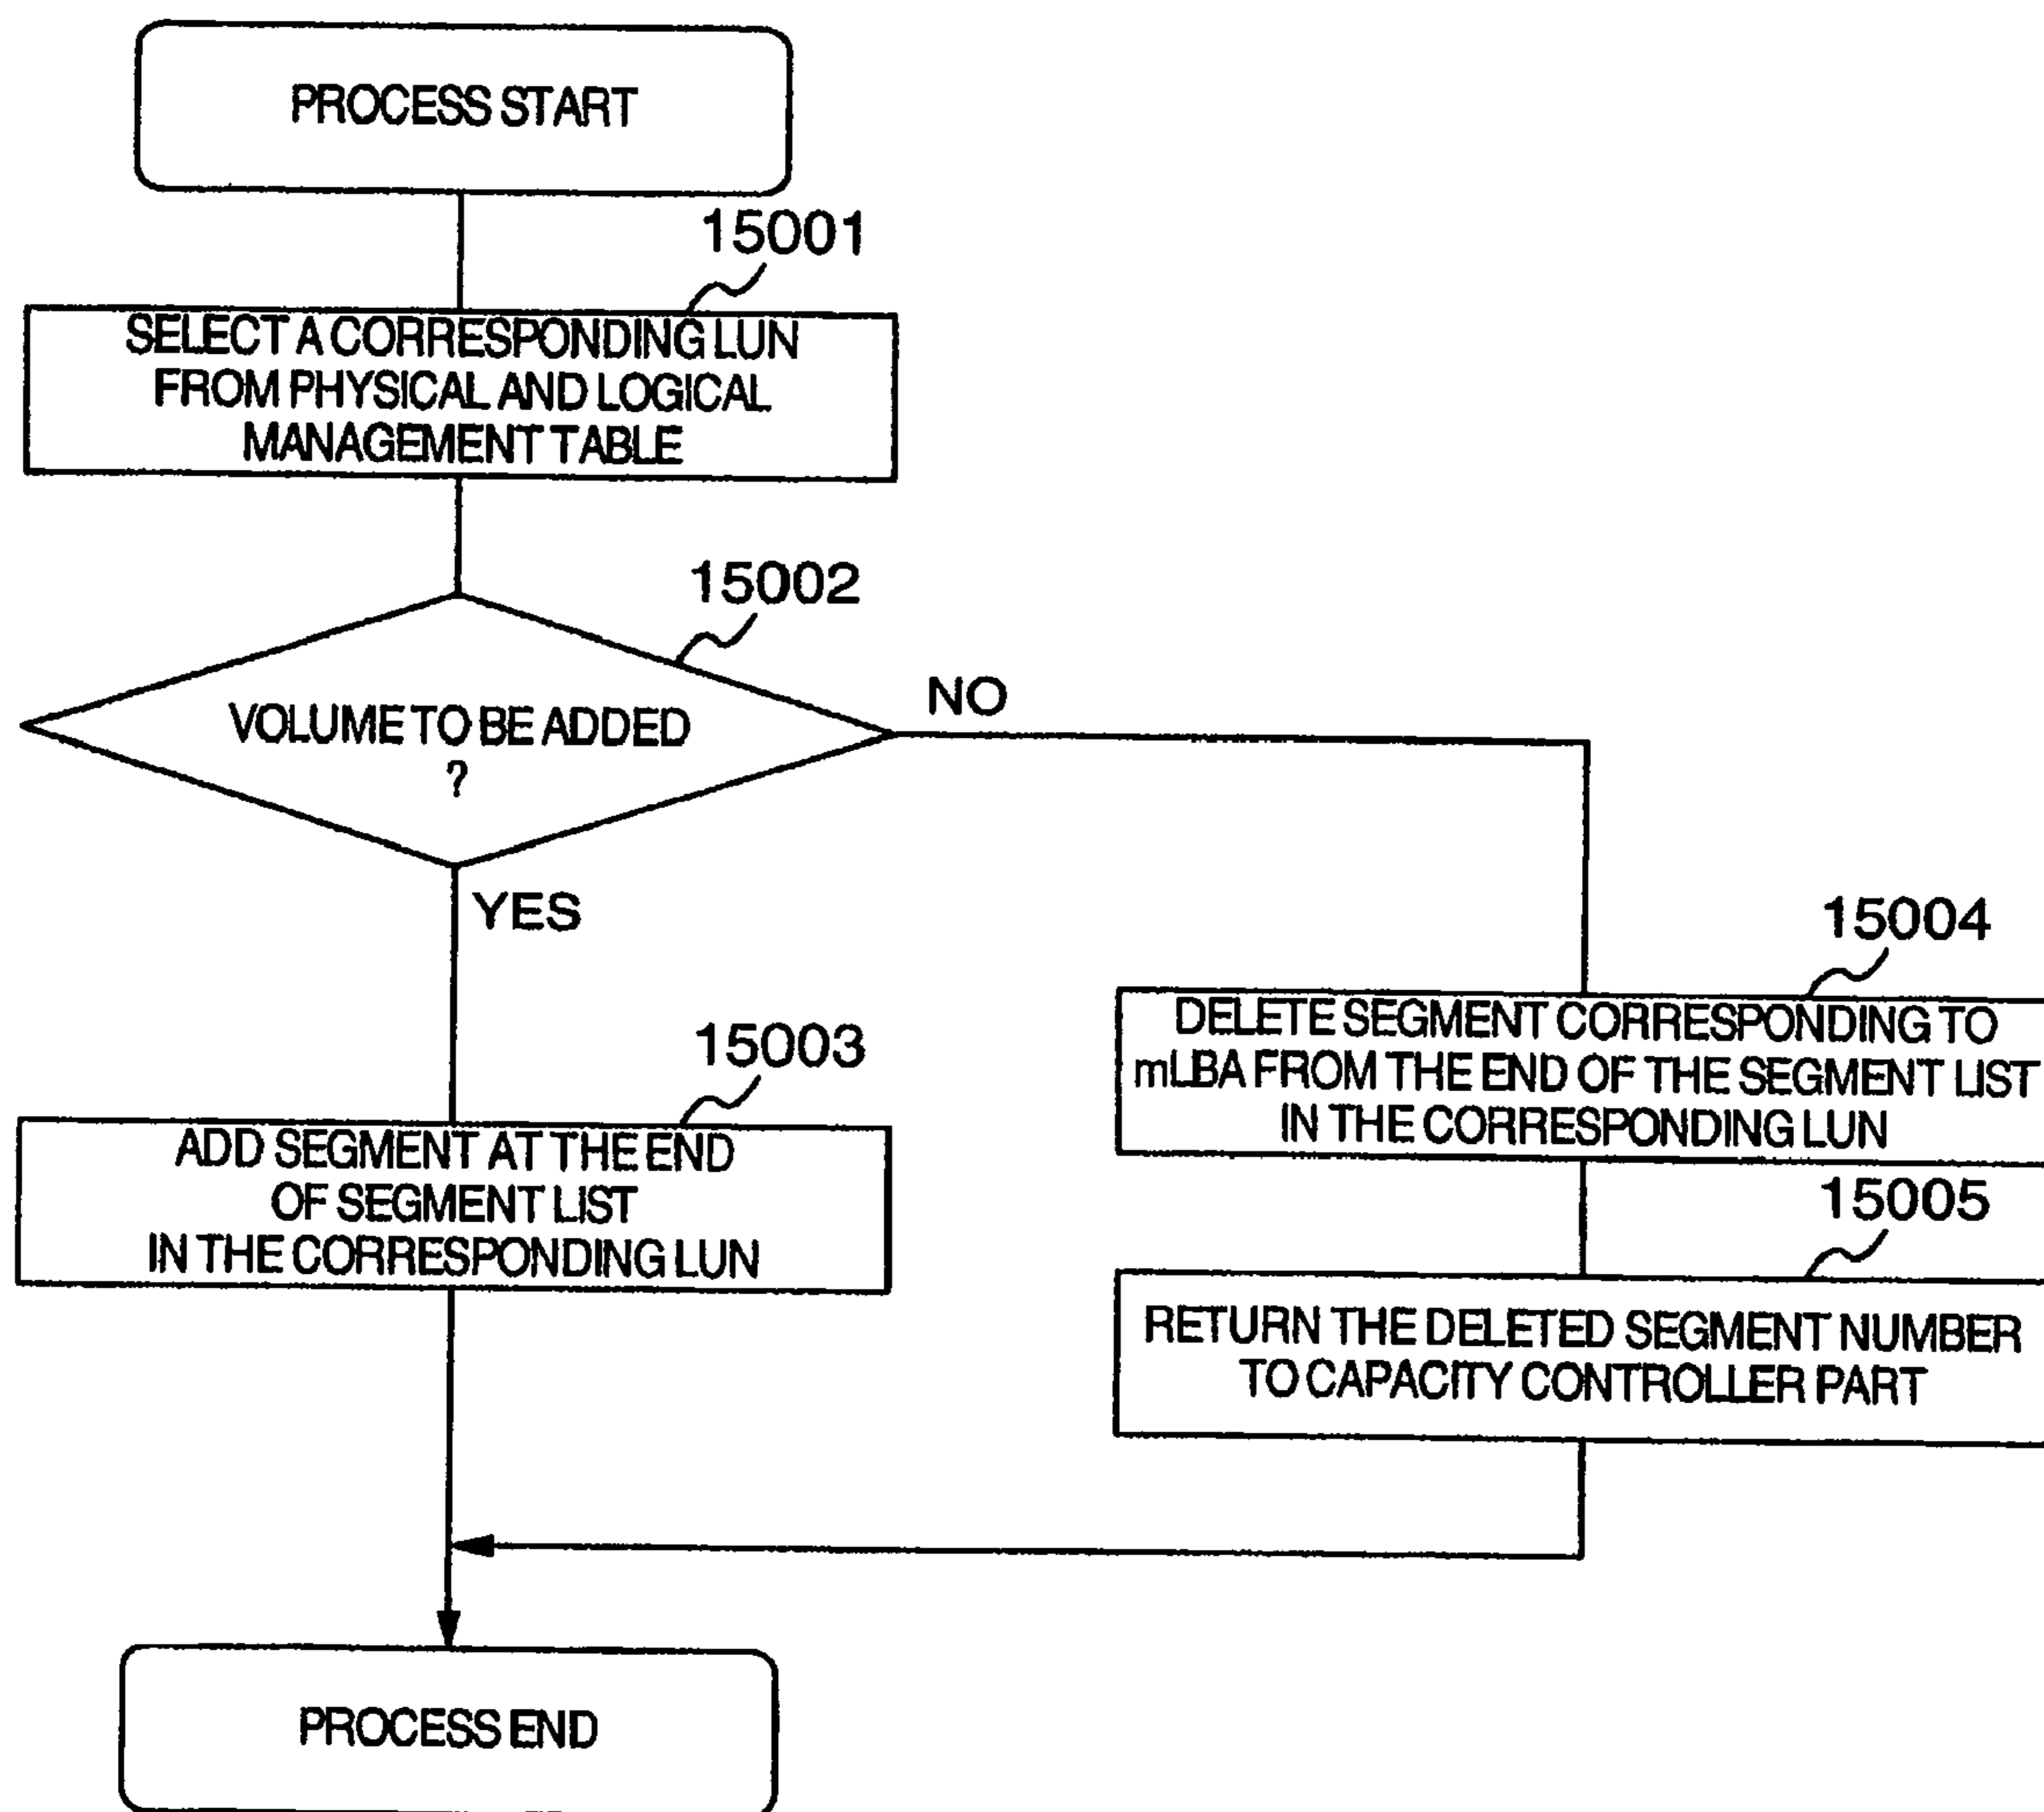 PROCESS START
15001
SELECT A CORRESPONDING LUN
FROM PHYSICAL AND LOGICAL
MANAGEMENT TABLE
15002
VOLUME TO BE ADDED
?
NO
YES
15003
ADD SEGMENT AT THE END
OF SEGMENT LIST
IN THE CORRESPONDING LUN
15004
DELETE SEGMENT CORRESPONDING TO
mLBA FROM THE END OF THE SEGMENT LIST
IN THE CORRESPONDING LUN
15005
RETURN THE DELETED SEGMENT NUMBER
TO CAPACITY CONTROLLER PART
PROCESS END